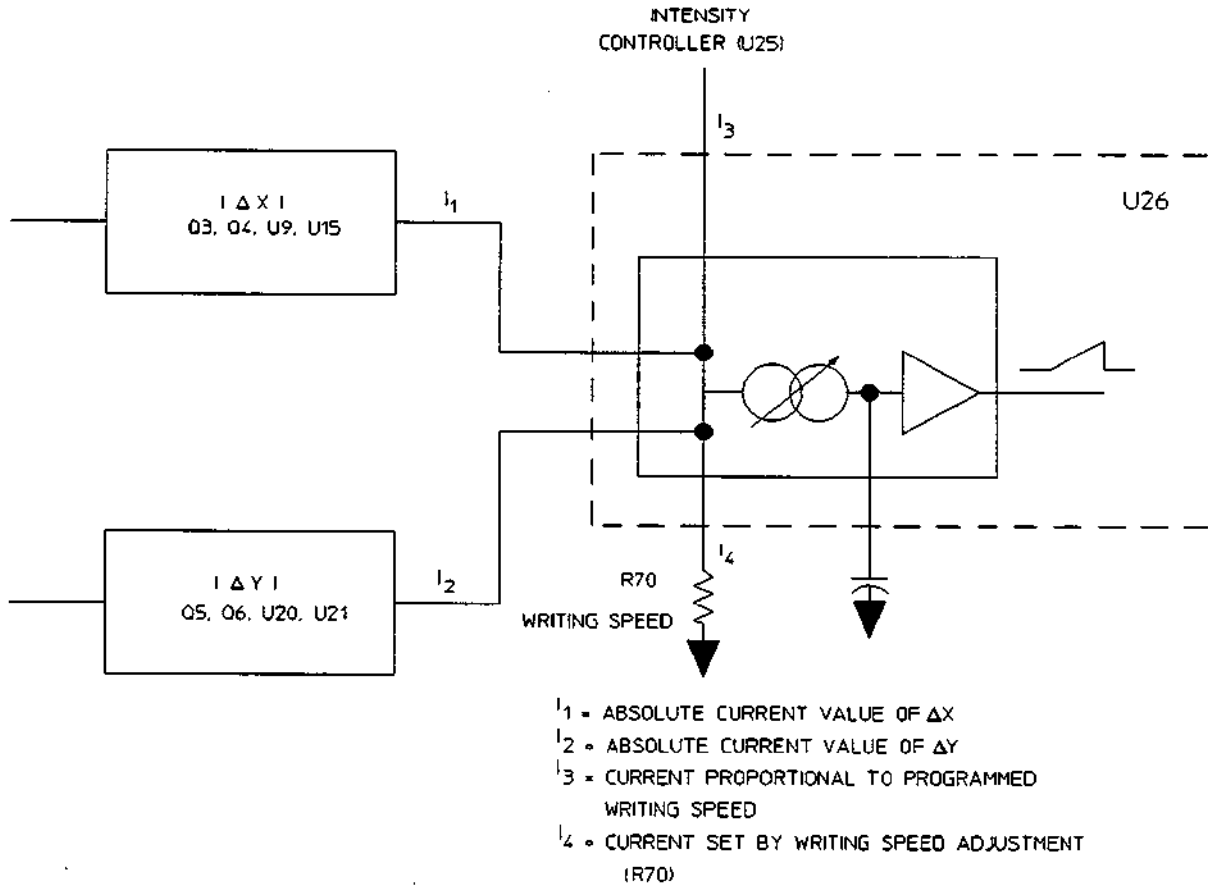 INTENSITY
CONTROLLER (U25)
I3
U26
| Δ X |
Q3, Q4, U9, U15
I1
| Δ Y |
Q5, Q6, U20, U21
I2
I4
R70
WRITING SPEED
I1 = ABSOLUTE CURRENT VALUE OF ΔX
I2 = ABSOLUTE CURRENT VALUE OF ΔY
I3 = CURRENT PROPORTIONAL TO PROGRAMMED
WRITING SPEED
I4 = CURRENT SET BY WRITING SPEED ADJUSTMENT
(R70)